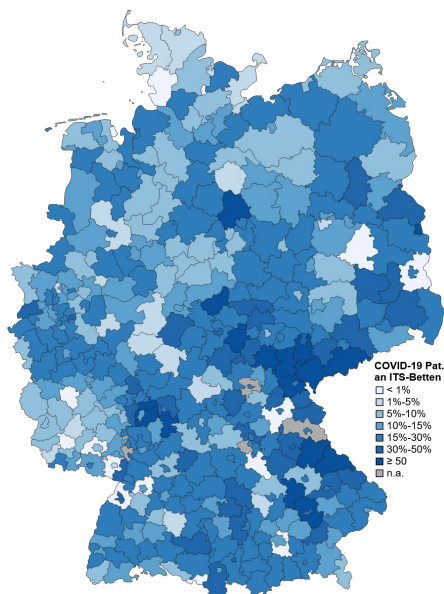 COVID-19 Pat.
an ITS-Betten
< 1%
1%-5%
5%-10%
10%-15%
15%-30%
30%-50%
≥ 50
n.a.